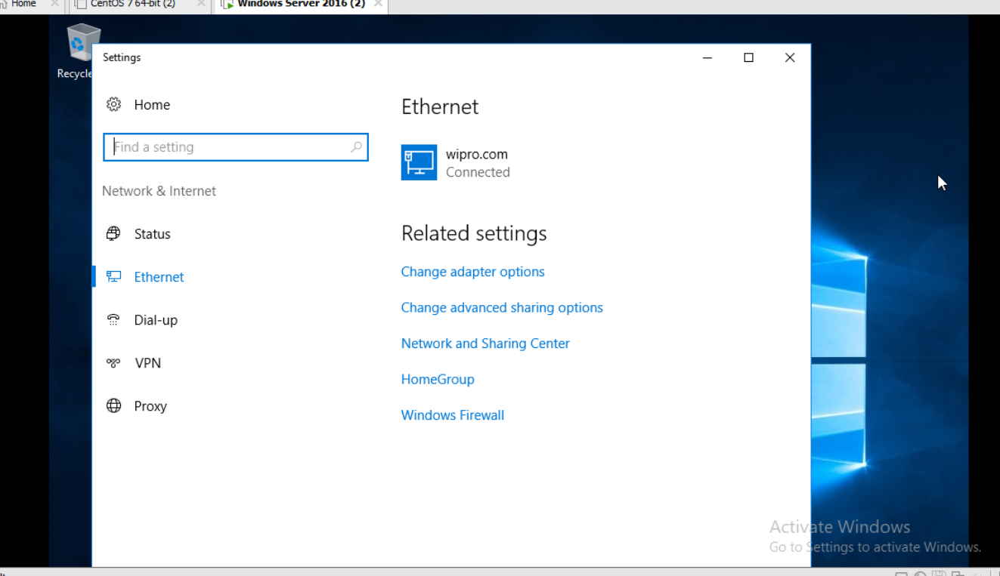 Home
CentOS 7 64-bit (2)
Windows Server 2016 (2)
Settings
Home
Ethernet
wipro.com
Connected
Find a setting
Network & Internet
Status
Related settings
Ethernet
Change adapter options
Change advanced sharing options
Dial-up
Network and Sharing Center
VPN
HomeGroup
Proxy
Windows Firewall
Activate Windows
Go to Settings to activate Windows.